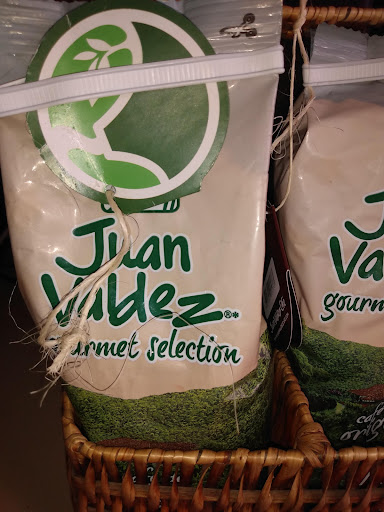 Juan
Valdez ®*
gourmet selection
Juan
Va
gourm